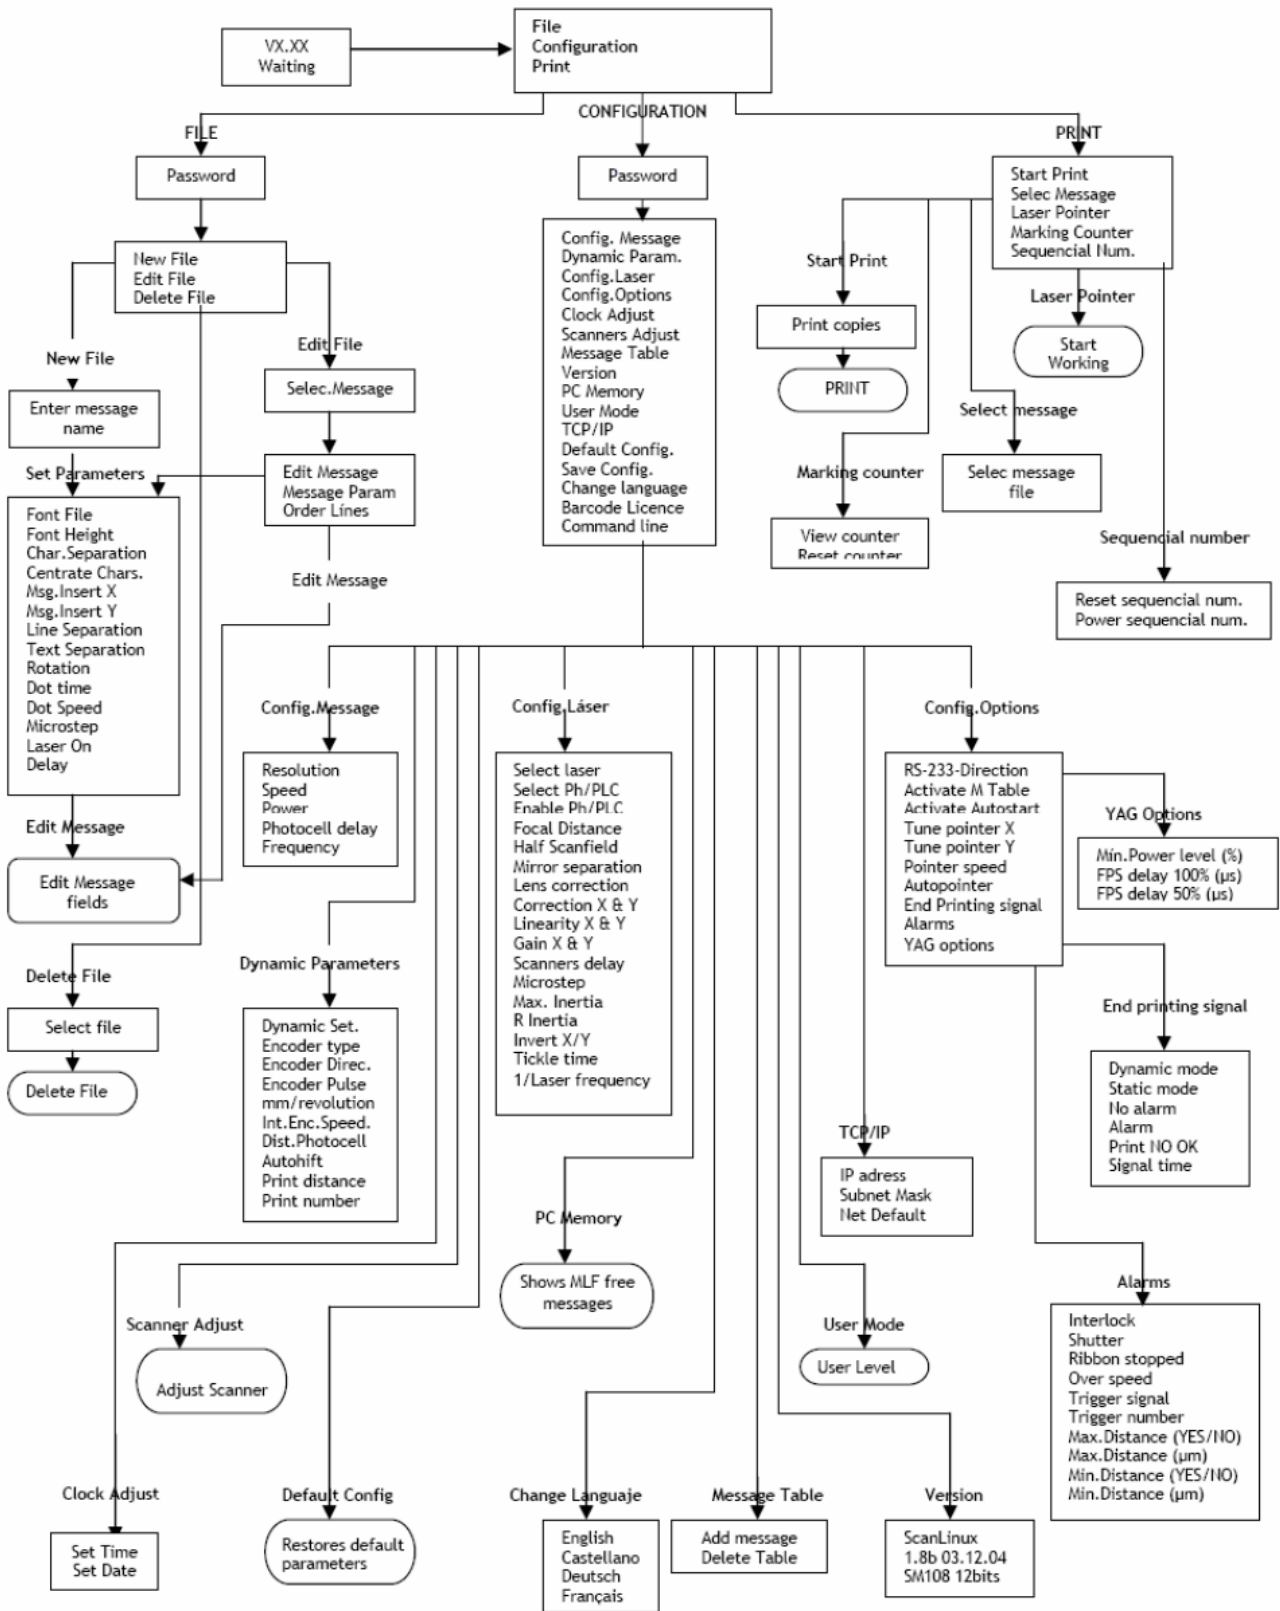 VX.XX
Waiting
File
Configuration
Print
FILE
CONFIGURATION
PRINT
Password
New File
Edit File
Delete File
New File
Enter message
name
Set Parameters
Font File
Font Height
Char.Separation
Centrate Chars.
Msg.Insert X
Msg.Insert Y
Line Separation
Text Separation
Rotation
Dot time
Dot Speed
Microstep
Laser On
Delay
Edit Message
Edit Message
fields
Delete File
Select file
Delete File
Edit File
Selec.Message
Edit Message
Message Param
Order Línes
Edit Message
Password
Config. Message
Dynamic Param.
Config.Laser
Config.Options
Clock Adjust
Scanners Adjust
Message Table
Version
PC Memory
User Mode
TCP/IP
Default Config.
Save Config.
Change language
Barcode Licence
Command line
Start Print
Selec Message
Laser Pointer
Marking Counter
Sequencial Num.
Start Print
Print copies
PRINT
Laser Pointer
Start
Working
Select message
Selec message
file
Marking counter
View counter
Reset counter
Sequencial number
Reset sequencial num.
Power sequencial num.
Config.Message
Resolution
Speed
Power
Photocell delay
Frequency
Dynamic Parameters
Dynamic Set.
Encoder type
Encoder Direc.
Encoder Pulse
mm/revolution
Int.Enc.Speed.
Dist.Photocell
Autohift
Print distance
Print number
Config.Láser
Select laser
Select Ph/PLC
Enable Ph/PLC
Focal Distance
Half Scanfield
Mirror separation
Lens correction
Correction X & Y
Linearity X & Y
Gain X & Y
Scanners delay
Microstep
Max. Inertia
R Inertia
Invert X/Y
Tickle time
1/Laser frequency
Config.Options
RS-233-Direction
Activate M Table
Activate Autostart
Tune pointer X
Tune pointer Y
Pointer speed
Autopointer
End Printing signal
Alarms
YAG options
YAG Options
Mín.Power level (%)
FPS delay 100% (µs)
FPS delay 50% (µs)
End printing signal
Dynamic mode
Static mode
No alarm
Alarm
Print NO OK
Signal time
TCP/IP
IP adress
Subnet Mask
Net Default
PC Memory
Shows MLF free
messages
Scanner Adjust
Adjust Scanner
User Mode
User Level
Alarms
Interlock
Shutter
Ribbon stopped
Over speed
Trigger signal
Trigger number
Max.Distance (YES/NO)
Max.Distance (µm)
Min.Distance (YES/NO)
Min.Distance (µm)
Clock Adjust
Set Time
Set Date
Default Config
Restores default
parameters
Change Languaje
English
Castellano
Deutsch
Français
Message Table
Add message
Delete Table
Version
ScanLinux
1.8b 03.12.04
SM108 12bits